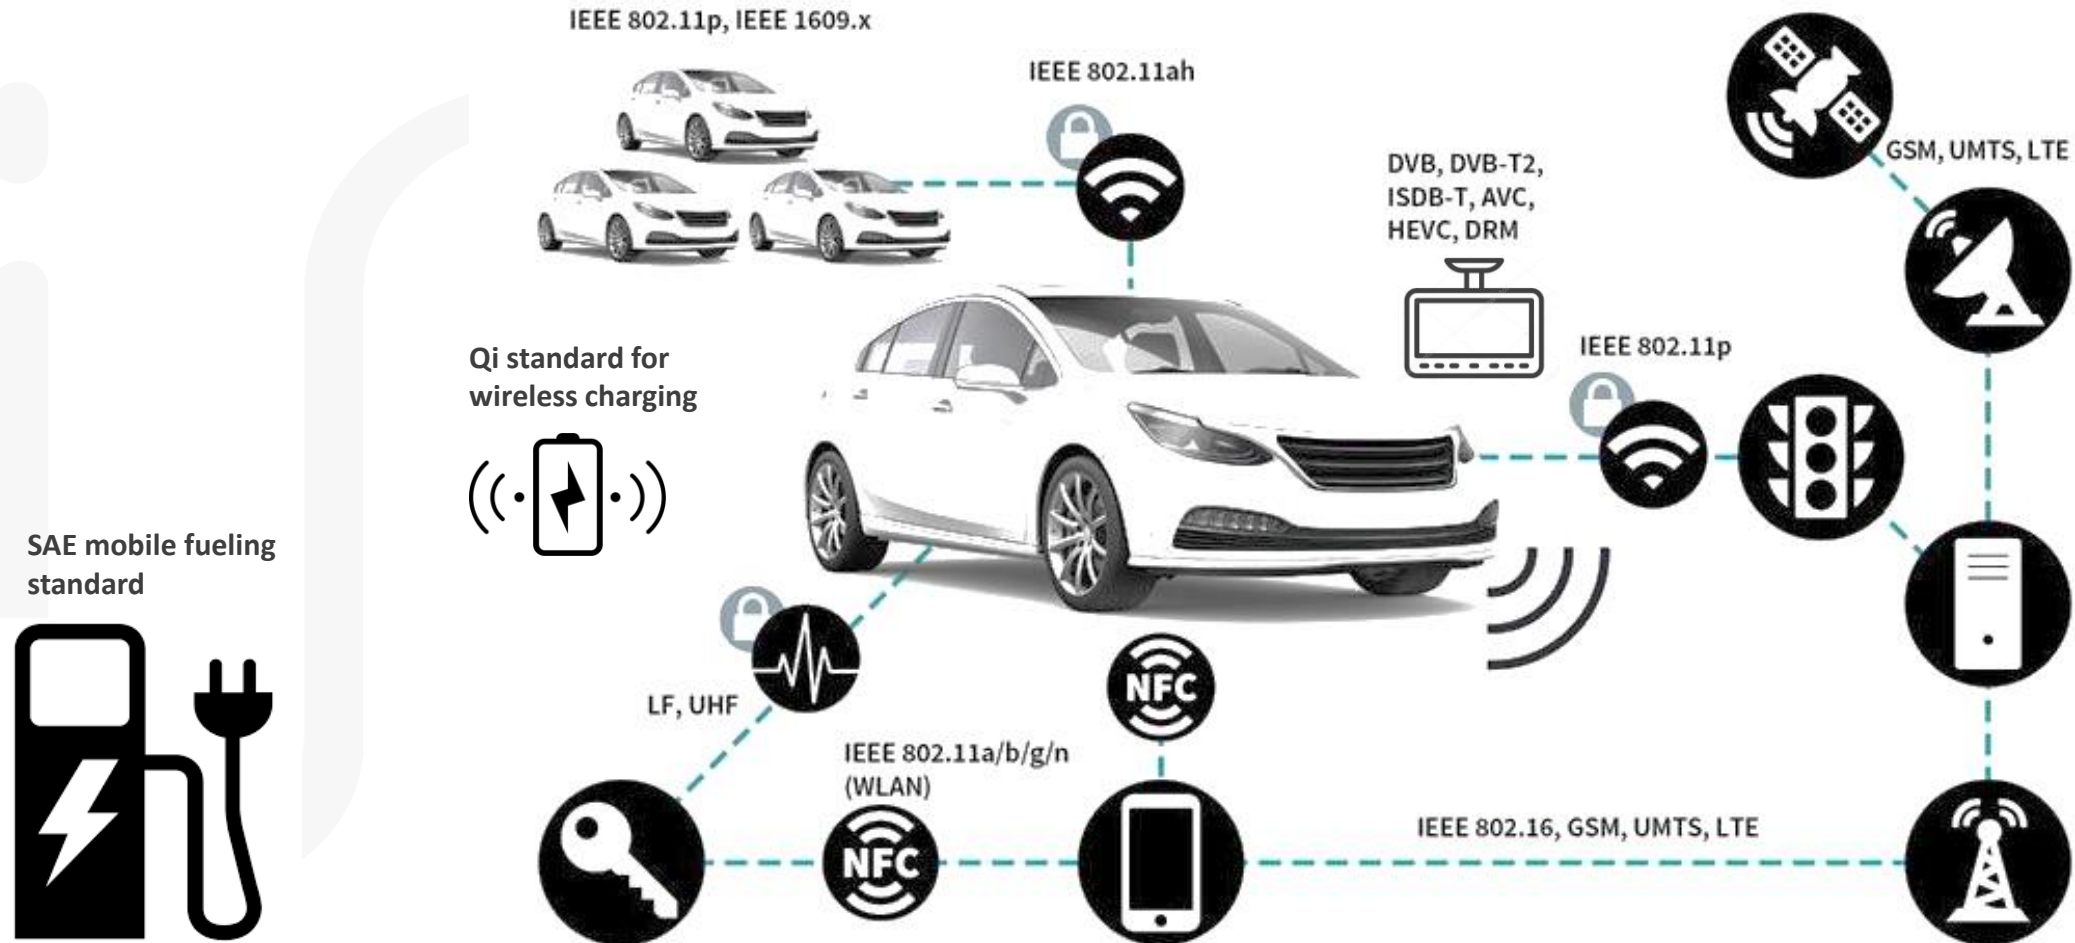 IEEE 802.11p, IEEE 1609.x
IEEE 802.11ah
GSM, UMTS, LTE
DVB, DVB-T2,
ISDB-T, AVC,
HEVC, DRM
IEEE 802.11p
Qi standard for
wireless charging
SAE mobile fueling
standard
LF, UHF
NFC
IEEE 802.11a/b/g/n
(WLAN)
NFC
IEEE 802.16, GSM, UMTS, LTE